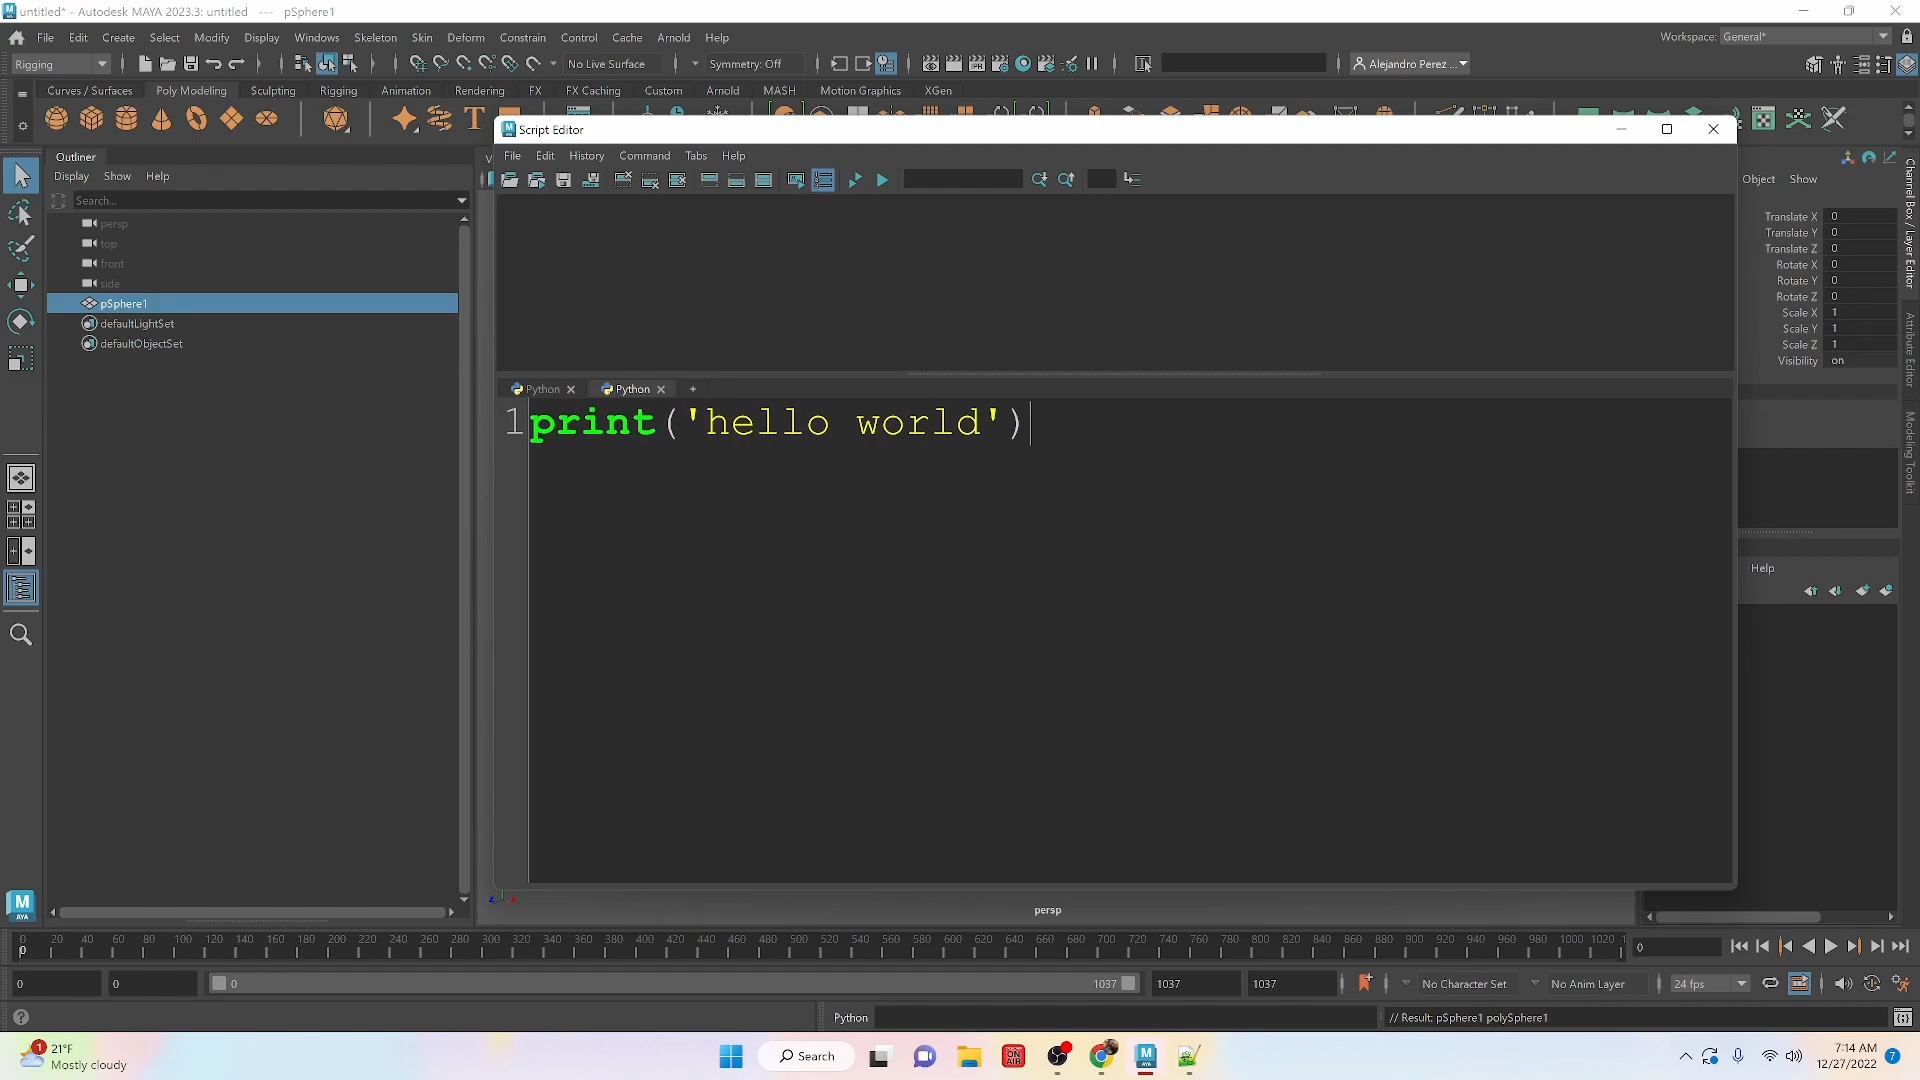 untitled* - Autodesk MAYA 2023.3: untitled --- pSphere1
File Edit Create Select Modify Display Windows Skeleton Skin Deform Constrain Control Cache Arnold Help
Workspace: General*
Rigging
No Live Surface
Symmetry: Off
Alejandro Perez ...
Curves / Surfaces Poly Modeling Sculpting Rigging Animation Rendering FX FX Caching Custom Arnold MASH Motion Graphics XGen
Script Editor
File Edit History Command Tabs Help
Outliner
Display Show Help
Search...
persp
top
front
side
pSphere1
defaultLightSet
defaultObjectSet
Python
Python
1 print('hello world')
Object Show
Translate X 0
Translate Y 0
Translate Z 0
Rotate X 0
Rotate Y 0
Rotate Z 0
Scale X 1
Scale Y 1
Scale Z 1
Visibility on
Channel Box / Layer Editor
Attribute Editor
Modeling Toolkit
Help
persp
0 20 40 60 80 100 120 140 160 180 200 220 240 260 280 300 320 340 360 380 400 420 440 460 480 500 520 540 560 580 600 620 640 660 680 700 720 740 760 780 800 820 840 860 880 900 920 940 960 980 1000 1020
0
0
0 0 0 1037 1037 1037
No Character Set
No Anim Layer
24 fps
Python
// Result: pSphere1 polySphere1
21°F
Mostly cloudy
Search
7:14 AM
12/27/2022